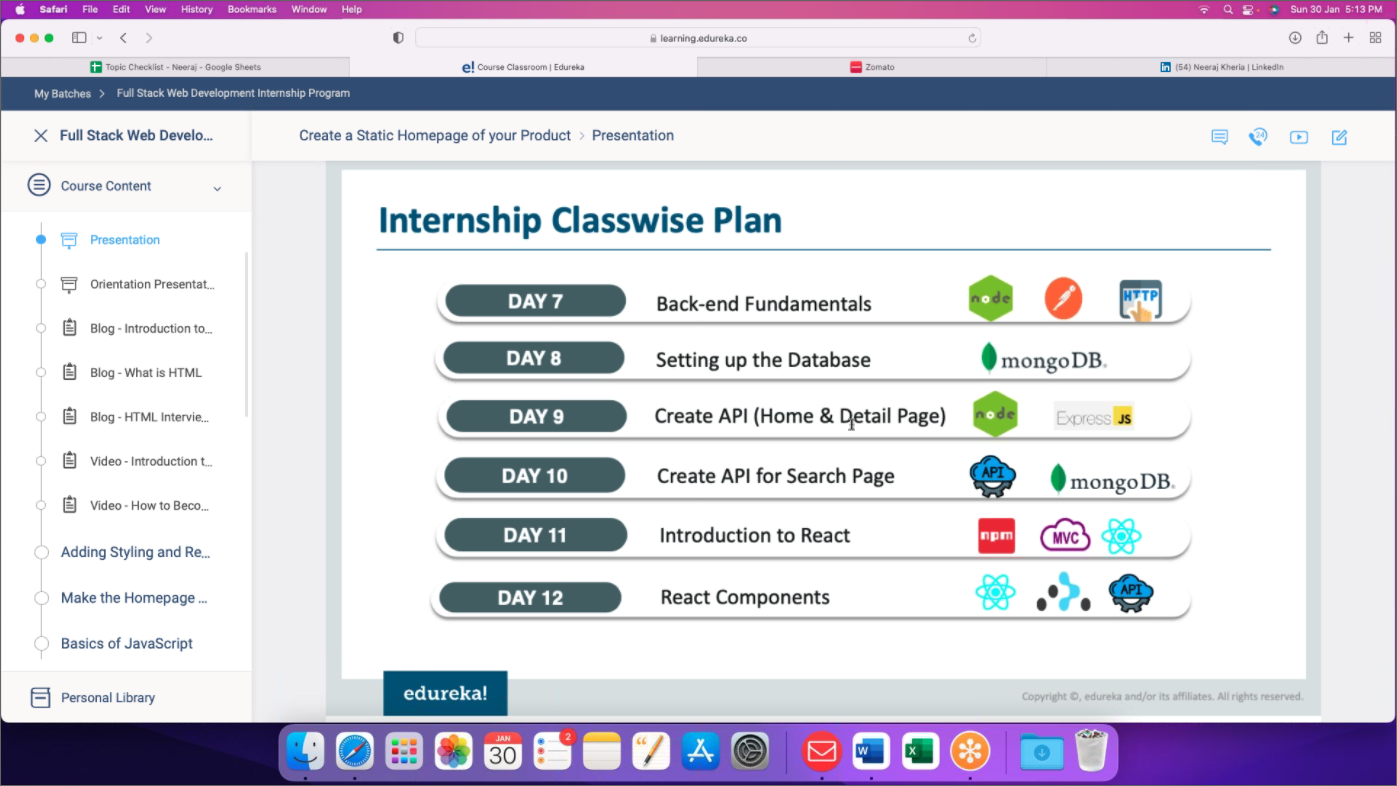 Safari File Edit View History Bookmarks Window Help Sun 30 Jan 5:13 PM
learning.edureka.co
Topic Checklist - Neeraj - Google Sheets
e! Course Classroom | Edureka
Zomato
(54) Neeraj Kheria | LinkedIn
My Batches > Full Stack Web Development Internship Program
Full Stack Web Develo...
Create a Static Homepage of your Product > Presentation
24
Course Content
Presentation
Orientation Presentat...
Blog - Introduction to...
Blog - What is HTML
Blog - HTML Intervie...
Video - Introduction t...
Video - How to Beco...
Adding Styling and Re...
Make the Homepage ...
Basics of JavaScript
Personal Library
Internship Classwise Plan
DAY 7 Back-end Fundamentals node HTTP
DAY 8 Setting up the Database mongoDB.
DAY 9 Create API (Home & Detail Page) node Express JS
DAY 10 Create API for Search Page API mongoDB.
DAY 11 Introduction to React npm MVC
DAY 12 React Components API
edureka!
Copyright ©, edureka and/or its affiliates. All rights reserved.
JAN
30
2
W
X